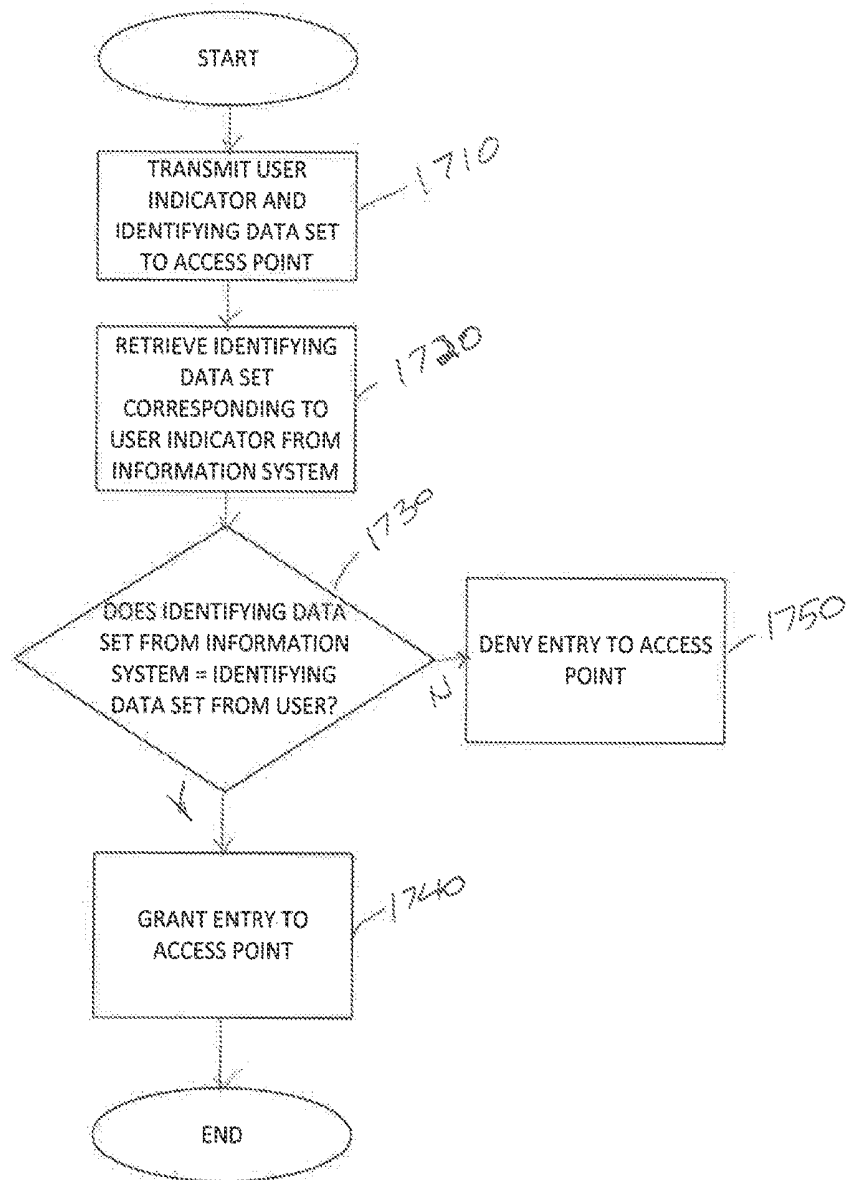 START
TRANSMIT USER
INDICATOR AND
IDENTIFYING DATA SET
TO ACCESS POINT
1710
RETRIEVE IDENTIFYING
DATA SET
CORRESPONDING TO
USER INDICATOR FROM
INFORMATION SYSTEM
1720
DOES IDENTIFYING DATA
SET FROM INFORMATION
SYSTEM = IDENTIFYING
DATA SET FROM USER?
1730
N
DENY ENTRY TO ACCESS
POINT
1750
Y
GRANT ENTRY TO
ACCESS POINT
1740
END